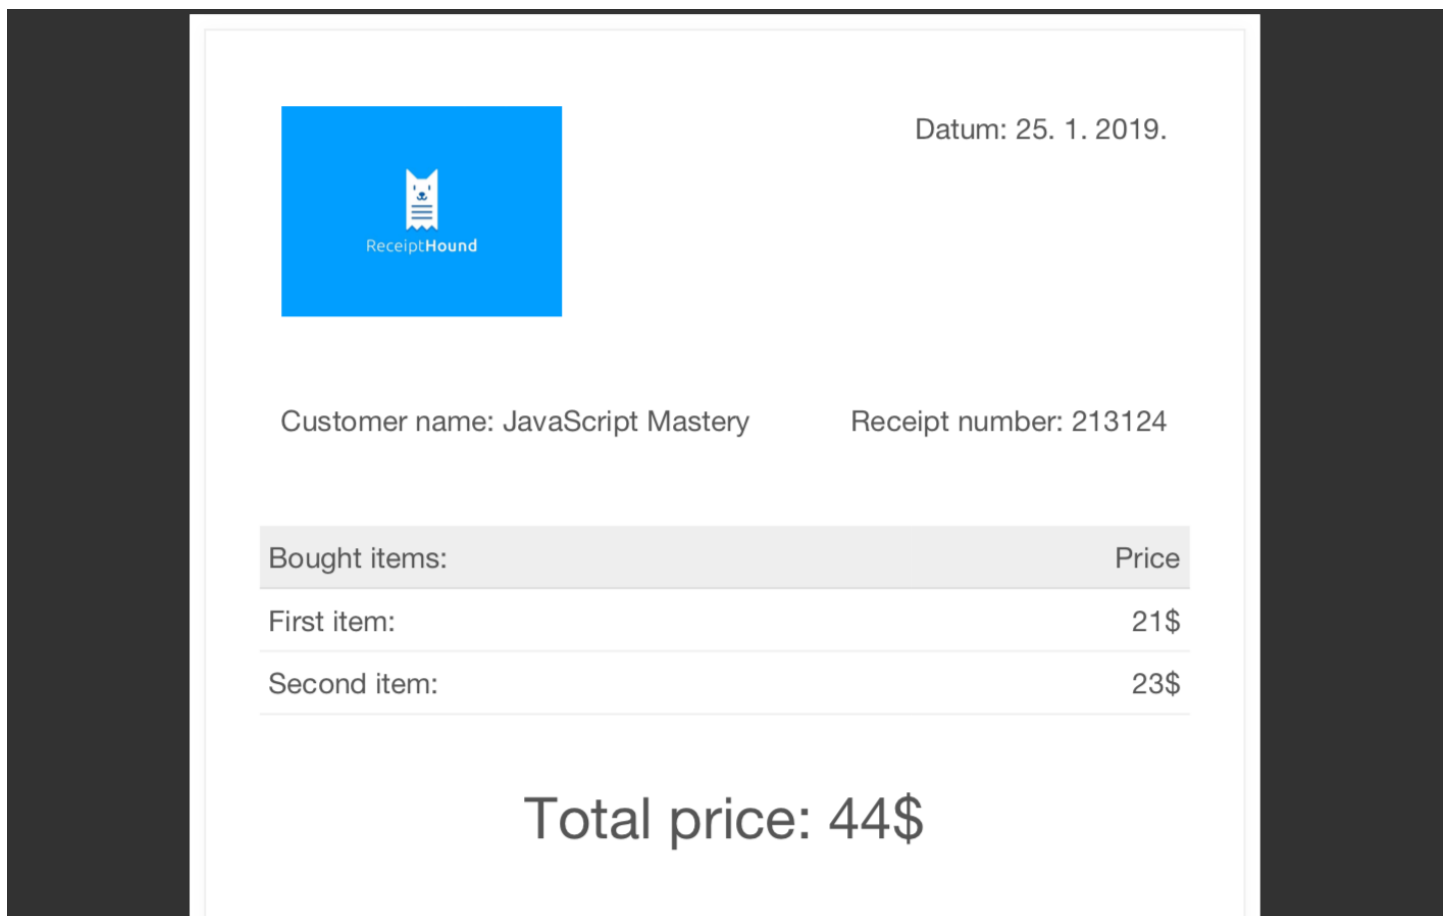 Datum: 25. 1. 2019.
ReceiptHound
Customer name: JavaScript Mastery
Receipt number: 213124
Bought items: Price
First item: 21$
Second item: 23$
Total price: 44$